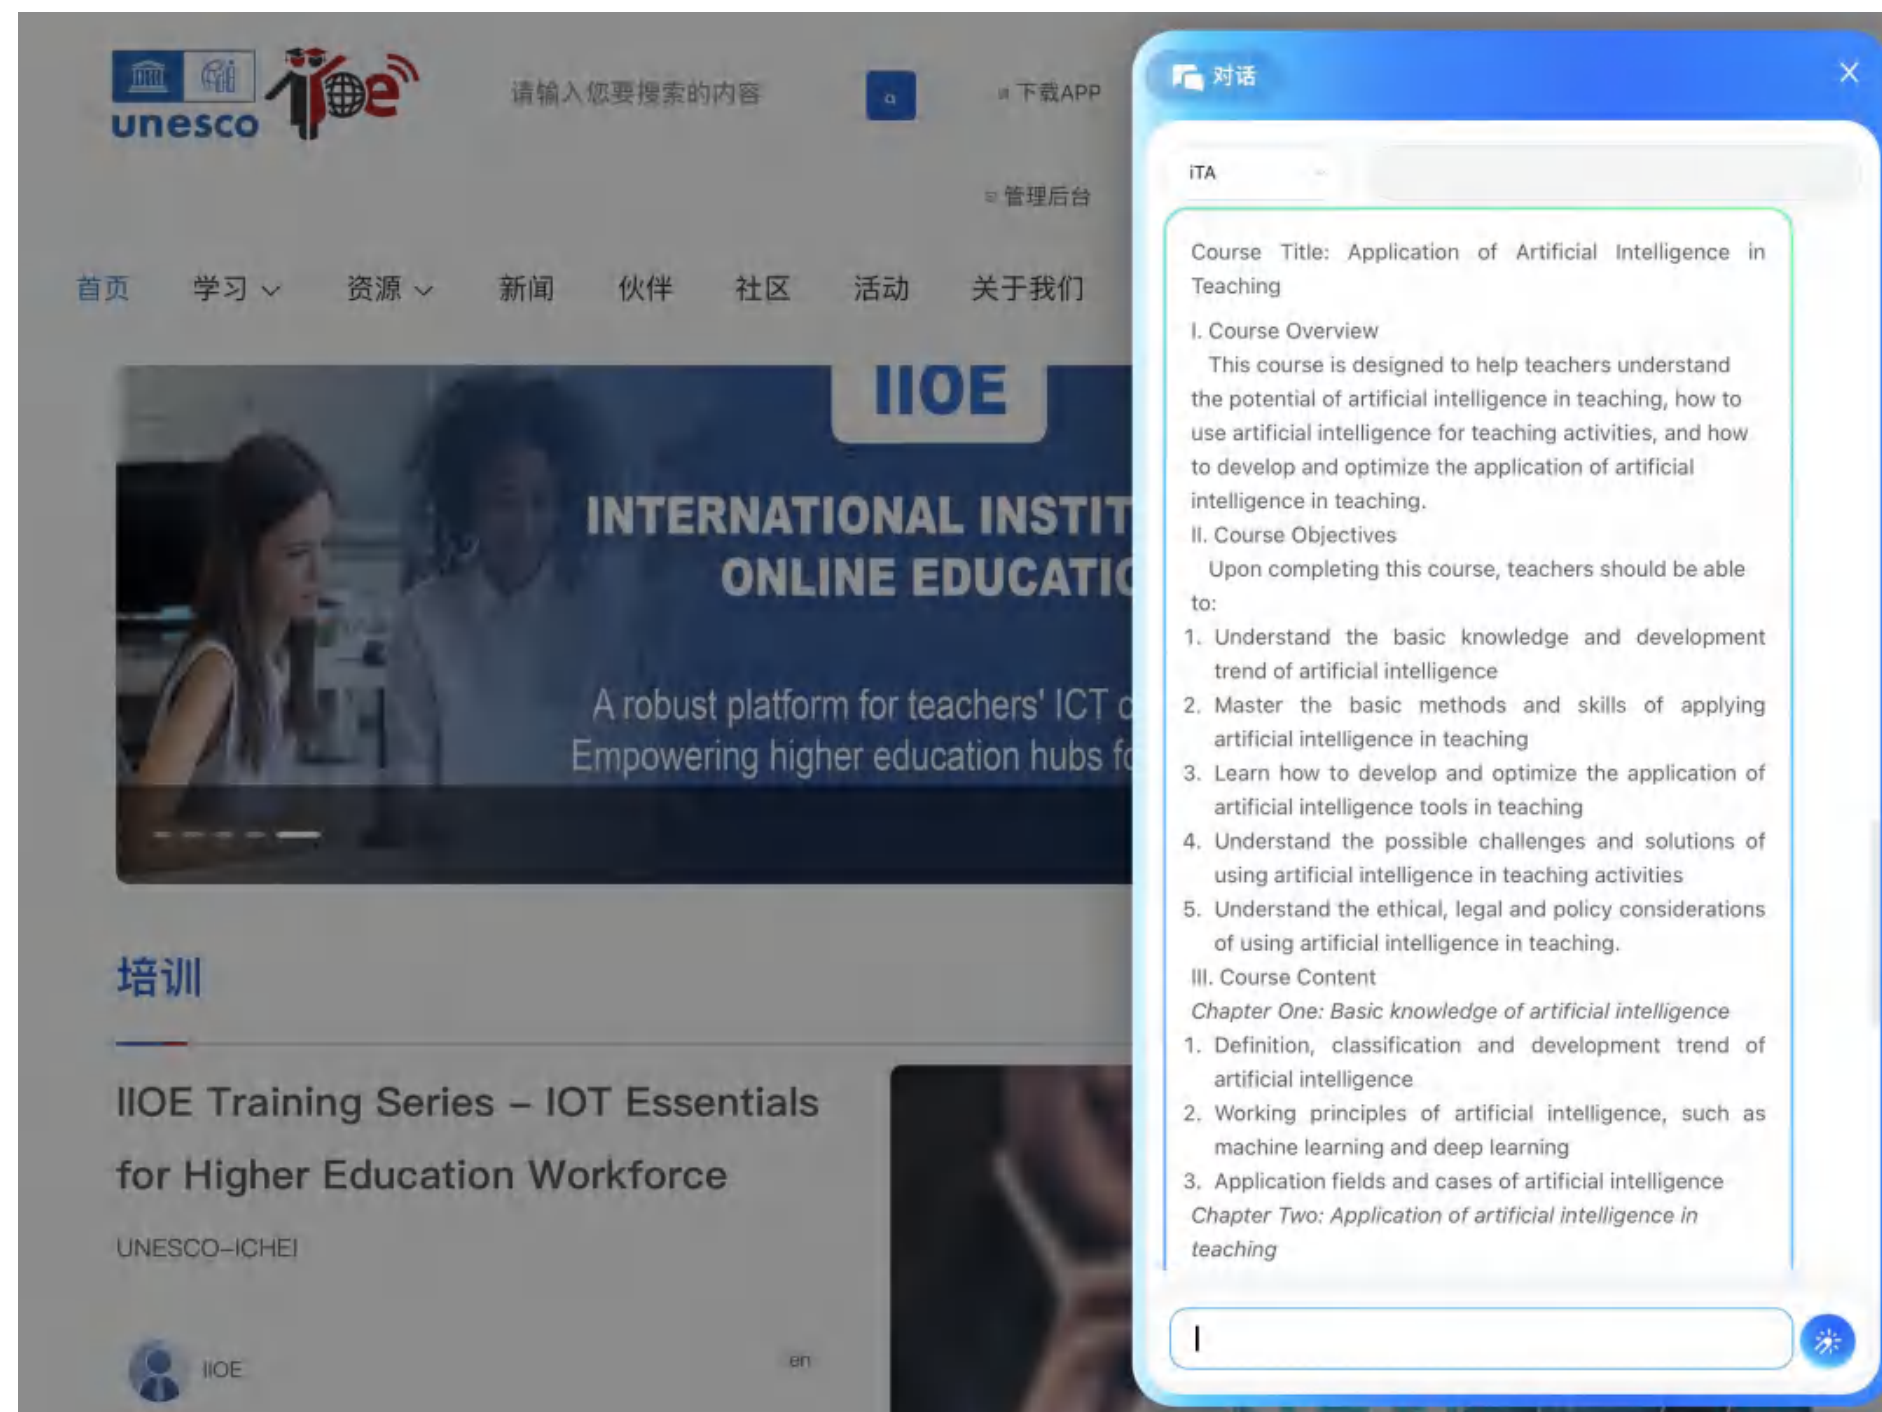 unesco
iioe
请输入您要搜索的内容
下载APP
管理后台
首页
学习
资源
新闻
伙伴
社区
活动
关于我们
IIOE
INTERNATIONAL INSTIT
ONLINE EDUCATIO
A robust platform for teachers' ICT c
Empowering higher education hubs fo
培训
IIOE Training Series – IOT Essentials
for Higher Education Workforce
UNESCO–ICHEI
IIOE
en
对话
iTA
Course Title: Application of Artificial Intelligence in
Teaching
I. Course Overview
This course is designed to help teachers understand
the potential of artificial intelligence in teaching, how to
use artificial intelligence for teaching activities, and how
to develop and optimize the application of artificial
intelligence in teaching.
II. Course Objectives
Upon completing this course, teachers should be able
to:
1. Understand the basic knowledge and development
trend of artificial intelligence
2. Master the basic methods and skills of applying
artificial intelligence in teaching
3. Learn how to develop and optimize the application of
artificial intelligence tools in teaching
4. Understand the possible challenges and solutions of
using artificial intelligence in teaching activities
5. Understand the ethical, legal and policy considerations
of using artificial intelligence in teaching.
III. Course Content
Chapter One: Basic knowledge of artificial intelligence
1. Definition, classification and development trend of
artificial intelligence
2. Working principles of artificial intelligence, such as
machine learning and deep learning
3. Application fields and cases of artificial intelligence
Chapter Two: Application of artificial intelligence in
teaching